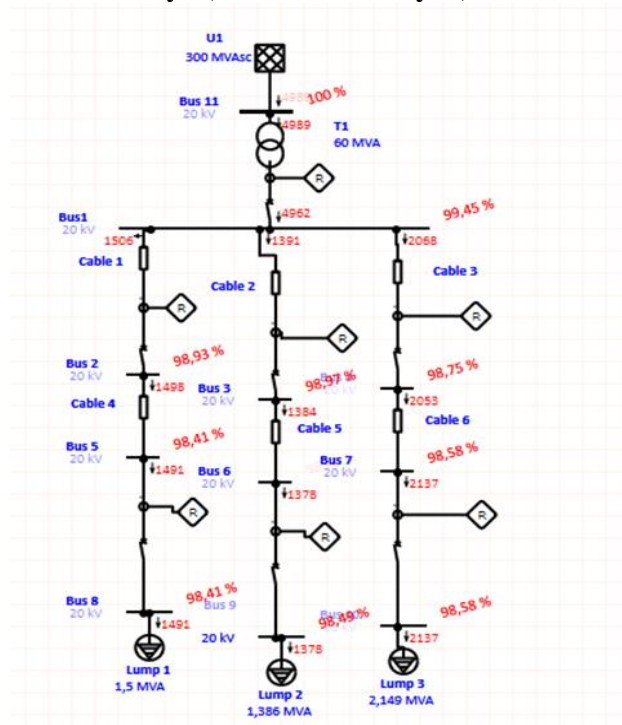 U1
300 MVAsc
4989
100 %
Bus 11
20 kV
4989
T1
60 MVA
R
4962
99,45 %
Bus1
20 kV
1506
1391
2068
Cable 1
Cable 2
Cable 3
R
R
R
Bus 2
20 kV
98,93 %
1498
Bus 3
20 kV
98,97 %
1384
98,75 %
2053
Cable 4
Cable 5
Cable 6
Bus 5
20 kV
98,41 %
1491
Bus 6
20 kV
1378
Bus 7
20 kV
98,58 %
2137
R
R
R
Bus 8
20 kV
98,41 %
1491
Bus 9
20 kV
98,49 %
1378
98,58 %
2137
Lump 1
1,5 MVA
Lump 2
1,386 MVA
Lump 3
2,149 MVA